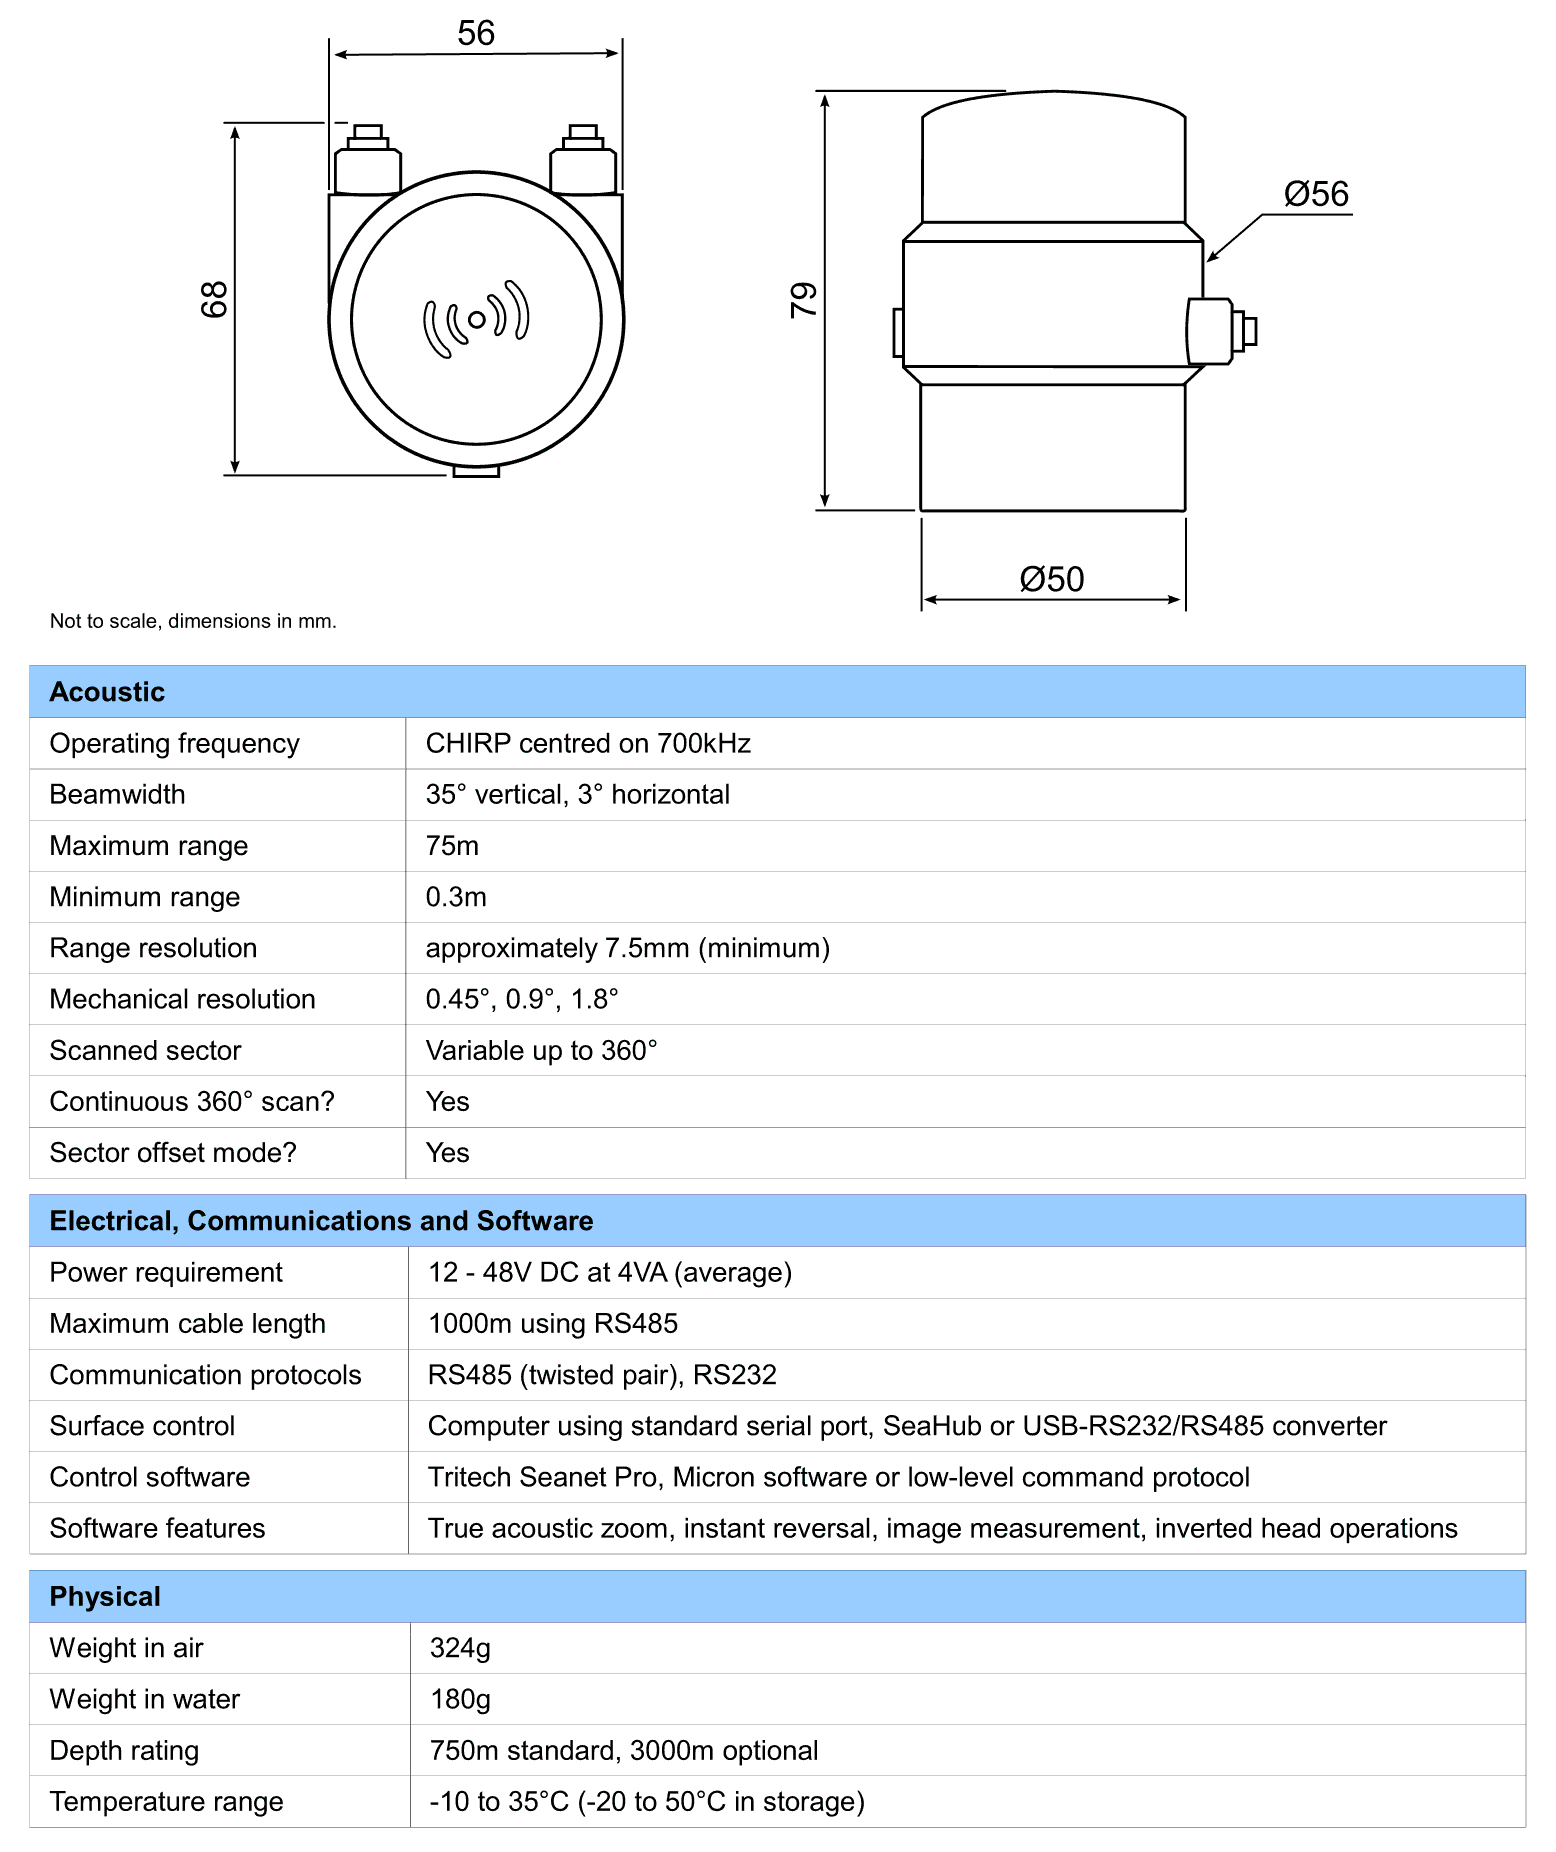 56
68
79
Ø56
Ø50
Not to scale, dimensions in mm.
Acoustic
Operating frequency CHIRP centred on 700kHz
Beamwidth 35° vertical, 3° horizontal
Maximum range 75m
Minimum range 0.3m
Range resolution approximately 7.5mm (minimum)
Mechanical resolution 0.45°, 0.9°, 1.8°
Scanned sector Variable up to 360°
Continuous 360° scan? Yes
Sector offset mode? Yes
Electrical, Communications and Software
Power requirement 12 - 48V DC at 4VA (average)
Maximum cable length 1000m using RS485
Communication protocols RS485 (twisted pair), RS232
Surface control Computer using standard serial port, SeaHub or USB-RS232/RS485 converter
Control software Tritech Seanet Pro, Micron software or low-level command protocol
Software features True acoustic zoom, instant reversal, image measurement, inverted head operations
Physical
Weight in air 324g
Weight in water 180g
Depth rating 750m standard, 3000m optional
Temperature range -10 to 35°C (-20 to 50°C in storage)